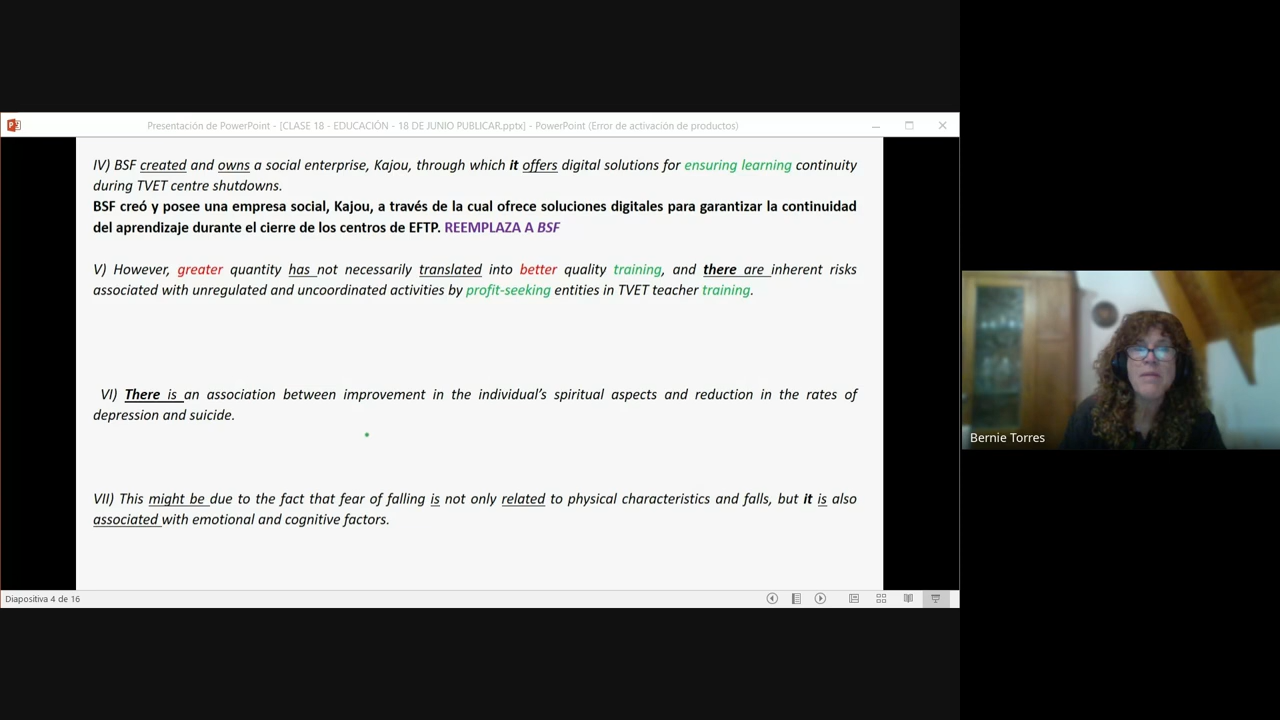 Presentación de PowerPoint - [CLASE 18 - EDUCACIÓN - 18 DE JUNIO PUBLICAR.pptx] - PowerPoint (Error de activación de productos)
IV) BSF created and owns a social enterprise, Kajou, through which it offers digital solutions for ensuring learning continuity
during TVET centre shutdowns.
BSF creó y posee una empresa social, Kajou, a través de la cual ofrece soluciones digitales para garantizar la continuidad
del aprendizaje durante el cierre de los centros de EFTP. REEMPLAZA A BSF
V) However, greater quantity has not necessarily translated into better quality training, and there are inherent risks
associated with unregulated and uncoordinated activities by profit-seeking entities in TVET teacher training.
VI) There is an association between improvement in the individual’s spiritual aspects and reduction in the rates of
depression and suicide.
VII) This might be due to the fact that fear of falling is not only related to physical characteristics and falls, but it is also
associated with emotional and cognitive factors.
Diapositiva 4 de 16
Bernie Torres